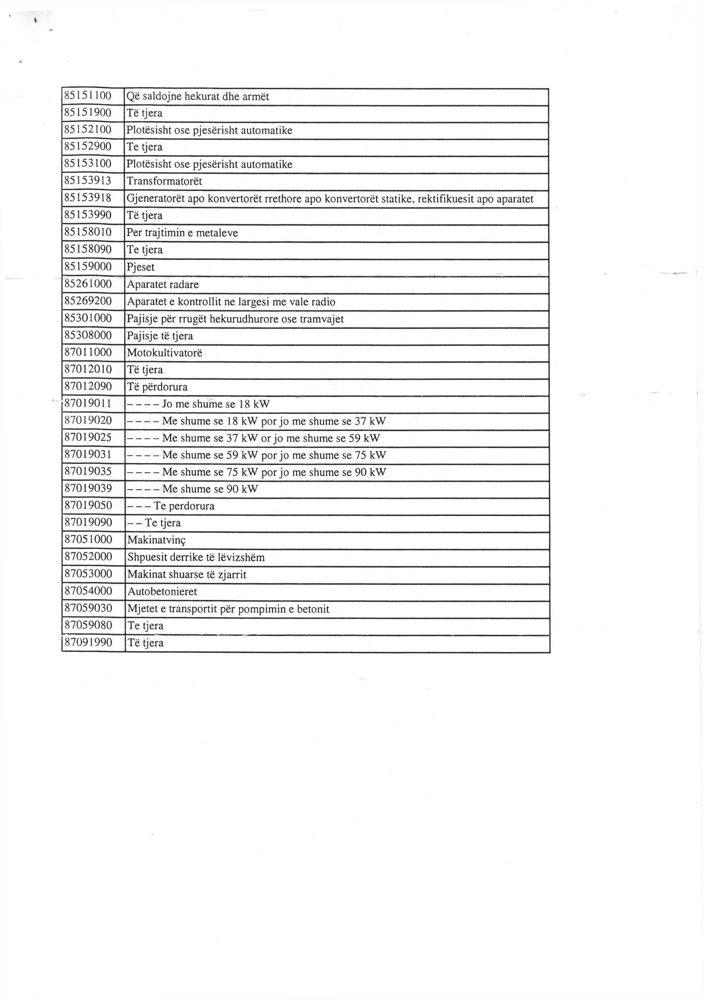 85151100 Që saldojne hekurat dhe armët
85151900 Të tjera
85152100 Plotësisht ose pjesërisht automatike
85152900 Te tjera
85153100 Plotësisht ose pjesërisht automatike
85153913 Transformatorët
85153918 Gjeneratorët apo konvertorët rrethore apo konvertorët statike, rektifikuesit apo aparatet
85153990 Të tjera
85158010 Per trajtimin e metaleve
85158090 Te tjera
85159000 Pjeset
85261000 Aparatet radare
85269200 Aparatet e kontrollit ne largesi me vale radio
85301000 Pajisje për rrugët hekurudhurore ose tramvajet
85308000 Pajisje të tjera
87011000 Motokultivatorë
87012010 Të tjera
87012090 Të përdorura
87019011 – – – – Jo me shume se 18 kW
87019020 – – – – Me shume se 18 kW por jo me shume se 37 kW
87019025 – – – – Me shume se 37 kW or jo me shume se 59 kW
87019031 – – – – Me shume se 59 kW por jo me shume se 75 kW
87019035 – – – – Me shume se 75 kW por jo me shume se 90 kW
87019039 – – – – Me shume se 90 kW
87019050 – – – Te perdorura
87019090 – – Te tjera
87051000 Makinatvinç
87052000 Shpuesit derrike të lëvizshëm
87053000 Makinat shuarse të zjarrit
87054000 Autobetonieret
87059030 Mjetet e transportit për pompimin e betonit
87059080 Te tjera
87091990 Të tjera